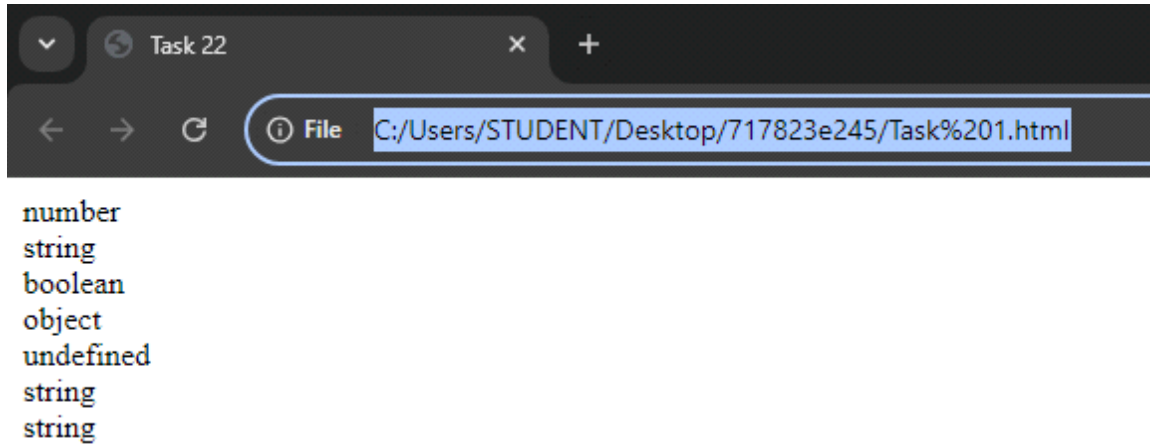 Task 22
File C:/Users/STUDENT/Desktop/717823e245/Task%201.html
number
string
boolean
object
undefined
string
string